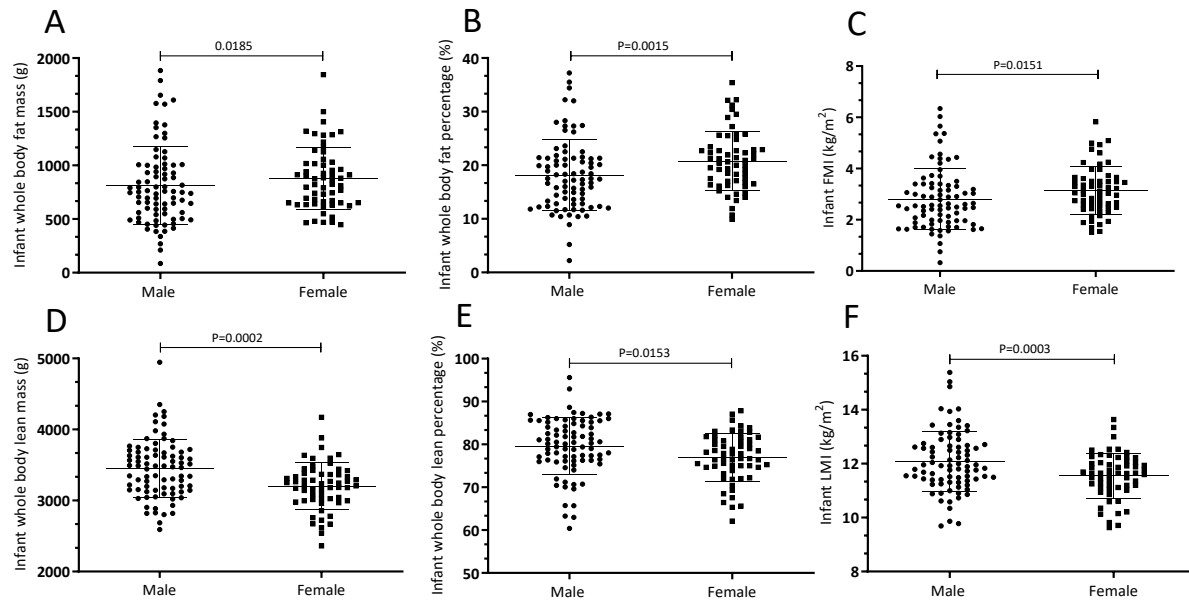 A
0.0185
Infant whole body fat mass (g)
2000
1500
1000
500
0
Male
Female
B
P=0.0015
Infant whole body fat percentage (%)
40
30
20
10
0
Male
Female
C
P=0.0151
Infant FMI (kg/m²)
8
6
4
2
0
Male
Female
D
P=0.0002
Infant whole body lean mass (g)
5000
4000
3000
2000
Male
Female
E
P=0.0153
Infant whole body lean percentage (%)
100
90
80
70
60
50
Male
Female
F
P=0.0003
Infant LMI (kg/m²)
16
14
12
10
8
Male
Female